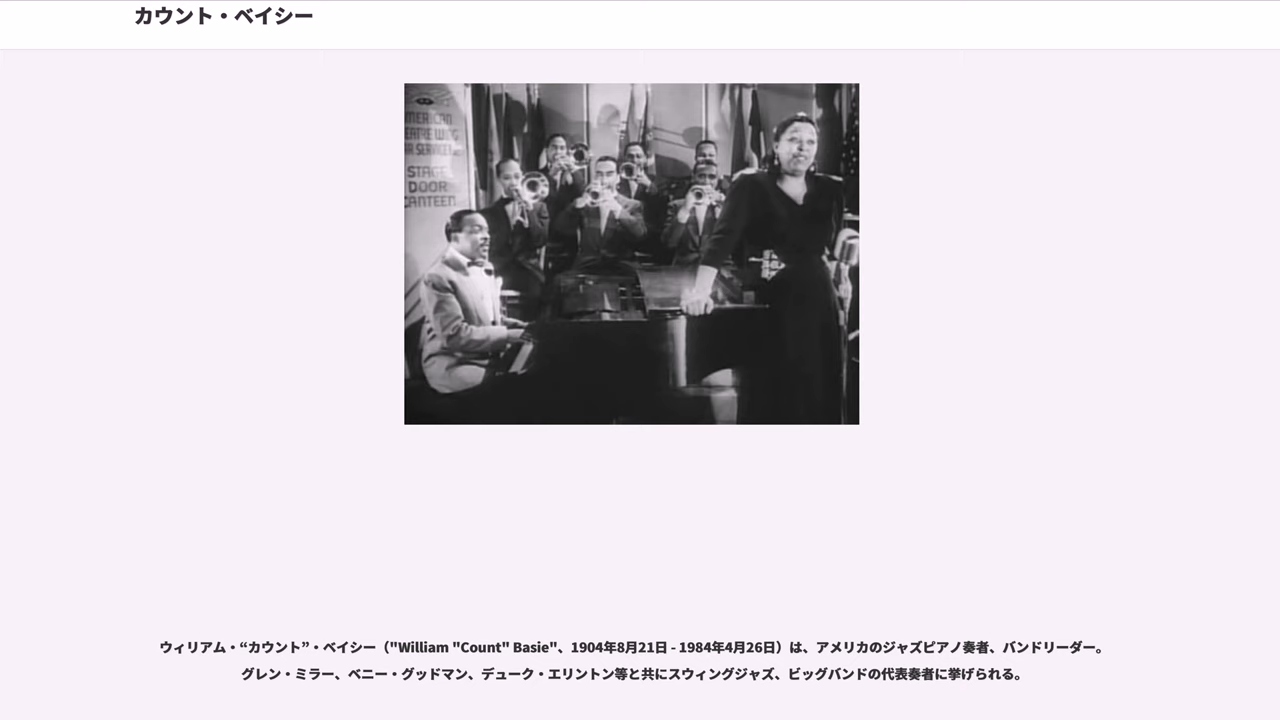 カウント・ベイシー
MERICAN
EATRE WING
R SERVICE
STAGE
DOOR
CANTEEN
ウィリアム・“カウント”・ベイシー（"William "Count" Basie"、1904年8月21日 - 1984年4月26日）は、アメリカのジャズピアノ奏者、バンドリーダー。
グレン・ミラー、ベニー・グッドマン、デューク・エリントン等と共にスウィングジャズ、ビッグバンドの代表奏者に挙げられる。